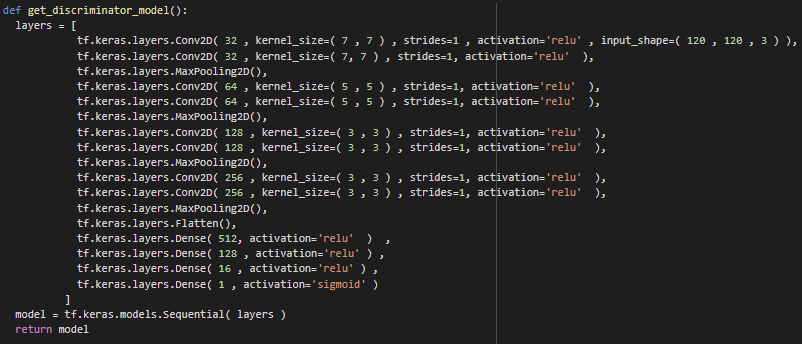 def get_discriminator_model():
  layers = [
            tf.keras.layers.Conv2D( 32 , kernel_size=( 7 , 7 ) , strides=1 , activation='relu' , input_shape=( 120 , 120 , 3 ) ),
            tf.keras.layers.Conv2D( 32 , kernel_size=( 7, 7 ) , strides=1, activation='relu'  ),
            tf.keras.layers.MaxPooling2D(),
            tf.keras.layers.Conv2D( 64 , kernel_size=( 5 , 5 ) , strides=1, activation='relu'  ),
            tf.keras.layers.Conv2D( 64 , kernel_size=( 5 , 5 ) , strides=1, activation='relu'  ),
            tf.keras.layers.MaxPooling2D(),
            tf.keras.layers.Conv2D( 128 , kernel_size=( 3 , 3 ) , strides=1, activation='relu'  ),
            tf.keras.layers.Conv2D( 128 , kernel_size=( 3 , 3 ) , strides=1, activation='relu'  ),
            tf.keras.layers.MaxPooling2D(),
            tf.keras.layers.Conv2D( 256 , kernel_size=( 3 , 3 ) , strides=1, activation='relu'  ),
            tf.keras.layers.Conv2D( 256 , kernel_size=( 3 , 3 ) , strides=1, activation='relu'  ),
            tf.keras.layers.MaxPooling2D(),
            tf.keras.layers.Flatten(),
            tf.keras.layers.Dense( 512, activation='relu'  )  ,
            tf.keras.layers.Dense( 128 , activation='relu' ) ,
            tf.keras.layers.Dense( 16 , activation='relu' ) ,
            tf.keras.layers.Dense( 1 , activation='sigmoid' )
          ]
  model = tf.keras.models.Sequential( layers )
  return model